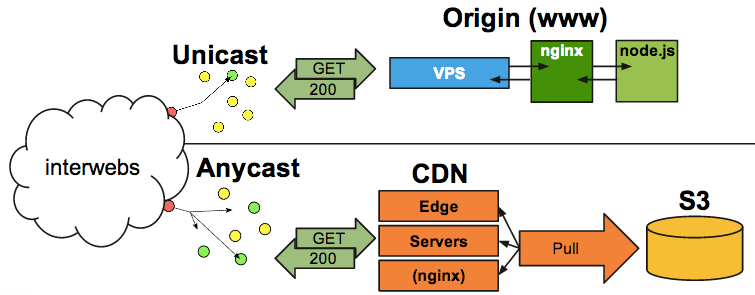 Origin (www)
Unicast
GET
200
VPS
nginx
node.js
interwebs
Anycast
GET
200
CDN
Edge
Servers
(nginx)
Pull
S3